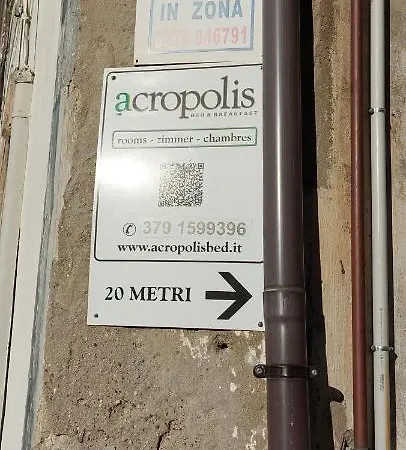 IN ZONA
acropolis
BED & BREAKFAST
rooms - zimmer - chambres
✆ 379 1599396
www.acropolisbed.it
20 METRI